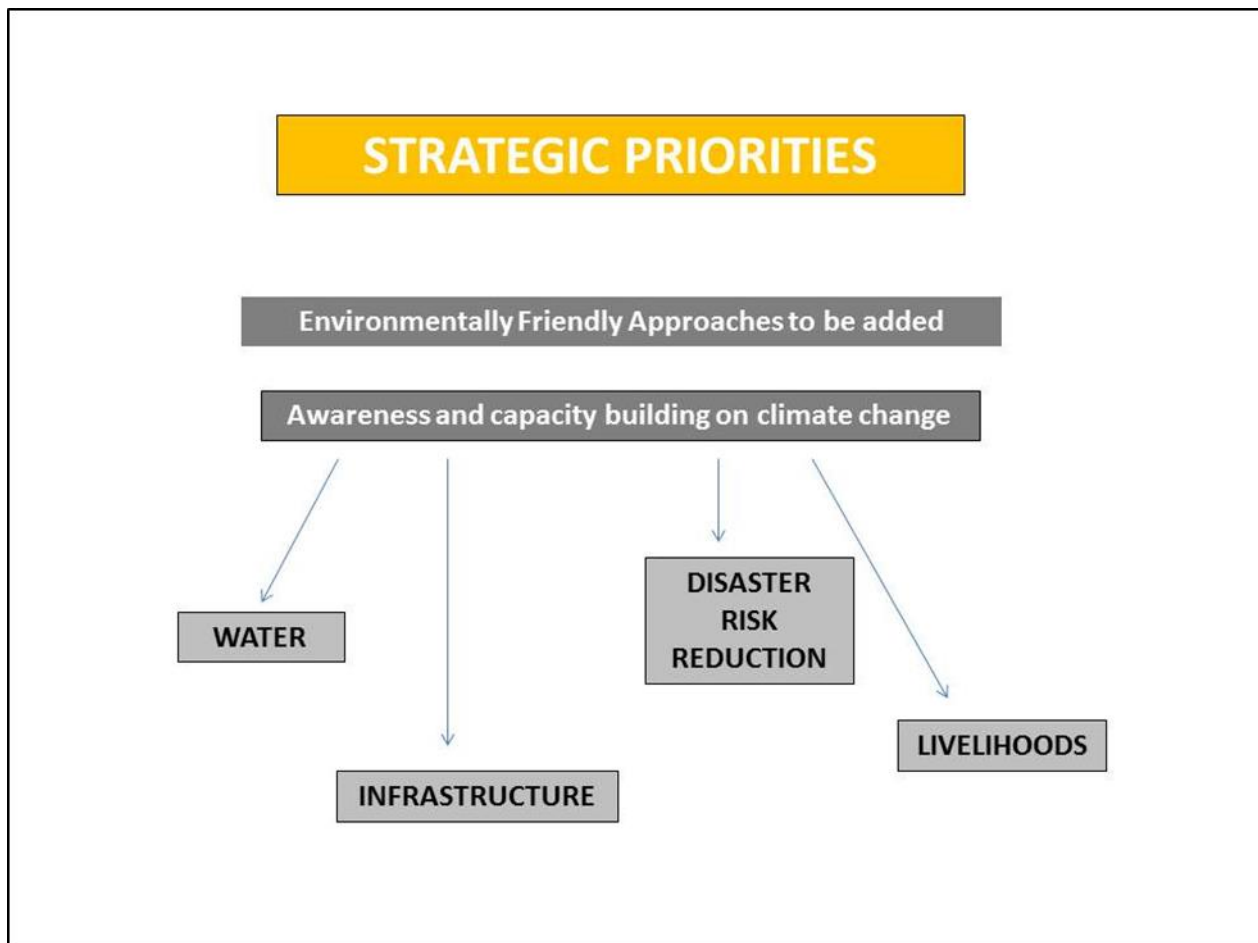 STRATEGIC PRIORITIES
Environmentally Friendly Approaches to be added
Awareness and capacity building on climate change
WATER
DISASTER
RISK
REDUCTION
INFRASTRUCTURE
LIVELIHOODS